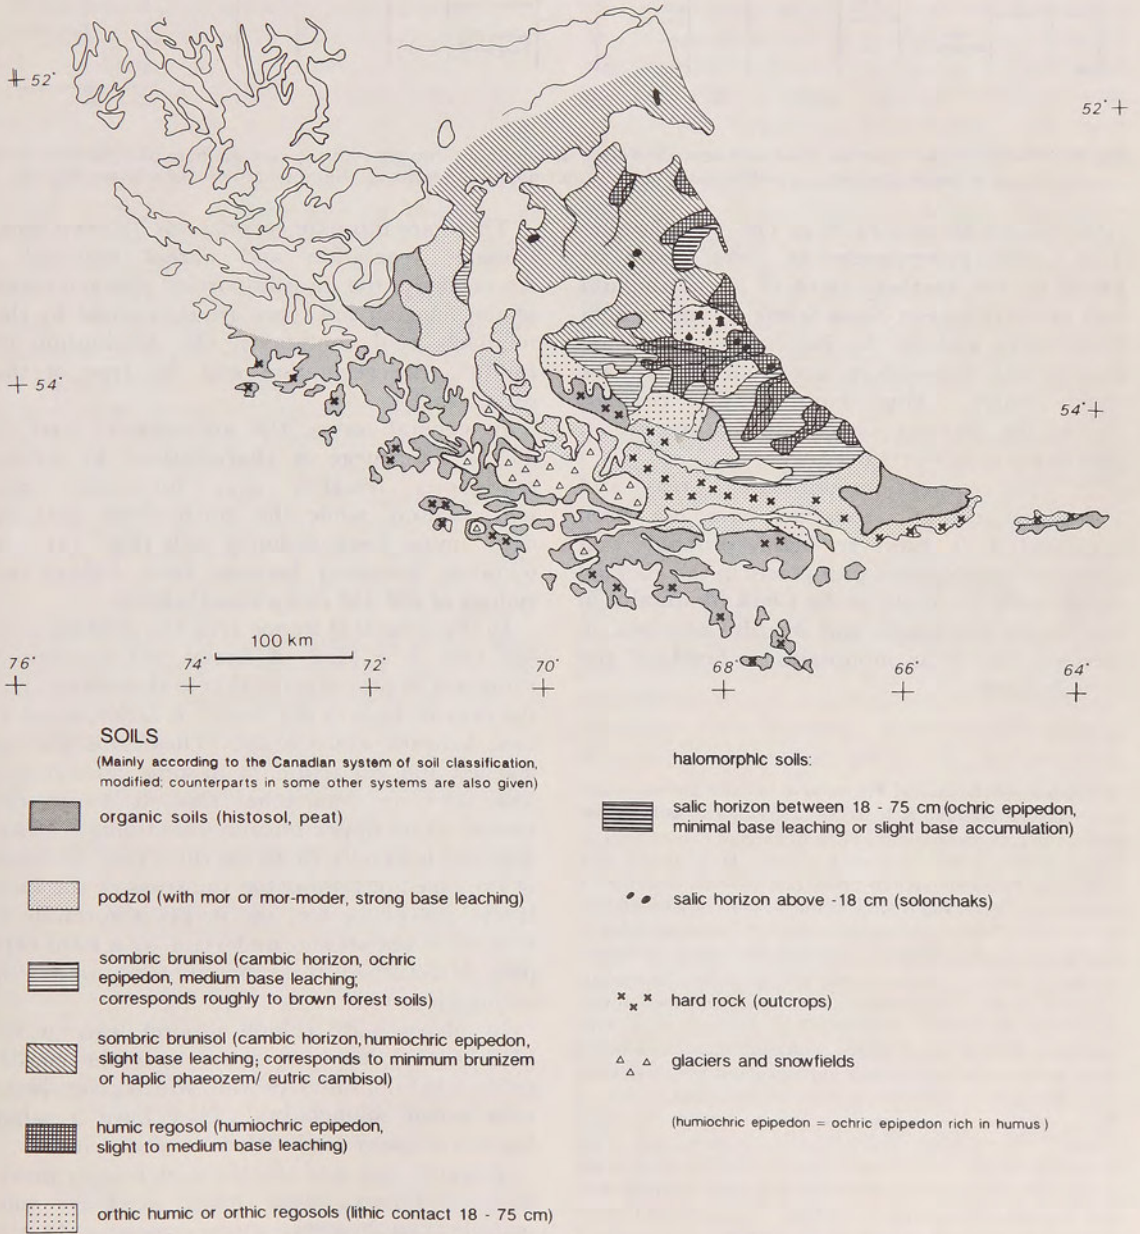 52°
52°
54°
54°
100 km
76°
74°
72°
70°
68°
66°
64°
SOILS
(Mainly according to the Canadian system of soil classification,
modified; counterparts in some other systems are also given)
organic soils (histosol, peat)
podzol (with mor or mor-moder, strong base leaching)
sombric brunisol (cambic horizon, ochric
epipedon, medium base leaching;
corresponds roughly to brown forest soils)
sombric brunisol (cambic horizon, humiochric epipedon,
slight base leaching; corresponds to minimum brunizem
or haplic phaeozem/ eutric cambisol)
humic regosol (humiochric epipedon,
slight to medium base leaching)
orthic humic or orthic regosols (lithic contact 18 - 75 cm)
halomorphic soils:
salic horizon between 18 - 75 cm (ochric epipedon,
minimal base leaching or slight base accumulation)
salic horizon above -18 cm (solonchaks)
hard rock (outcrops)
glaciers and snowfields
(humiochric epipedon = ochric epipedon rich in humus)